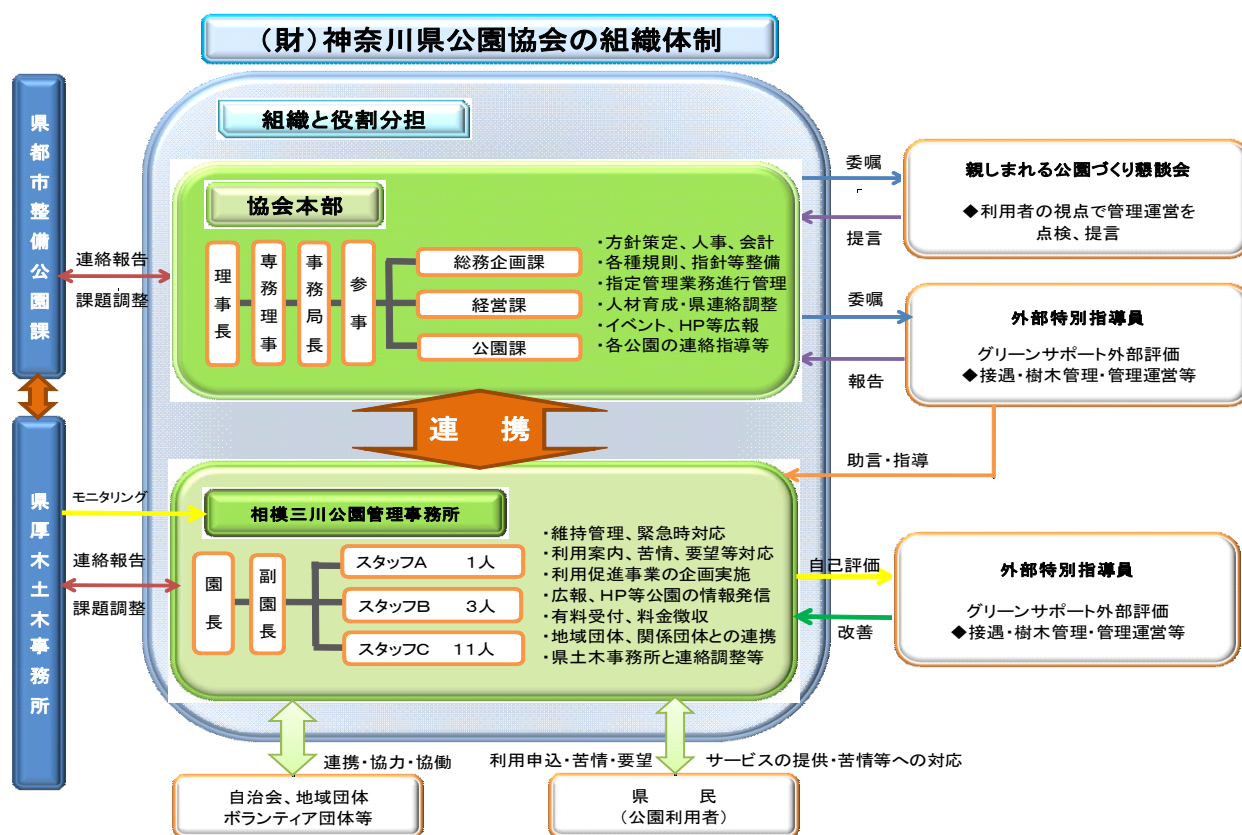 (財)神奈川県公園協会の組織体制
組織と役割分担
県都市整備公園課
県厚木土木事務所
連絡報告
課題調整
協会本部
理事長
専務理事
事務局長
参事
総務企画課
経営課
公園課
・方針策定、人事、会計
・各種規則、指針等整備
・指定管理業務進行管理
・人材育成・県連絡調整
・イベント、HP等広報
・各公園の連絡指導等
委嘱
提言
親しまれる公園づくり懇談会
◆利用者の視点で管理運営を
点検、提言
委嘱
報告
外部特別指導員
グリーンサポート外部評価
◆接遇・樹木管理・管理運営等
助言・指導
連 携
モニタリング
連絡報告
課題調整
相模三川公園管理事務所
園長
副園長
スタッフA 1人
スタッフB 3人
スタッフC 11人
・維持管理、緊急時対応
・利用案内、苦情、要望等対応
・利用促進事業の企画実施
・広報、HP等公園の情報発信
・有料受付、料金徴収
・地域団体、関係団体との連携
・県土木事務所と連絡調整等
自己評価
改善
外部特別指導員
グリーンサポート外部評価
◆接遇・樹木管理・管理運営等
連携・協力・協働
利用申込・苦情・要望
サービスの提供・苦情等への対応
自治会、地域団体
ボランティア団体等
県 民
(公園利用者)